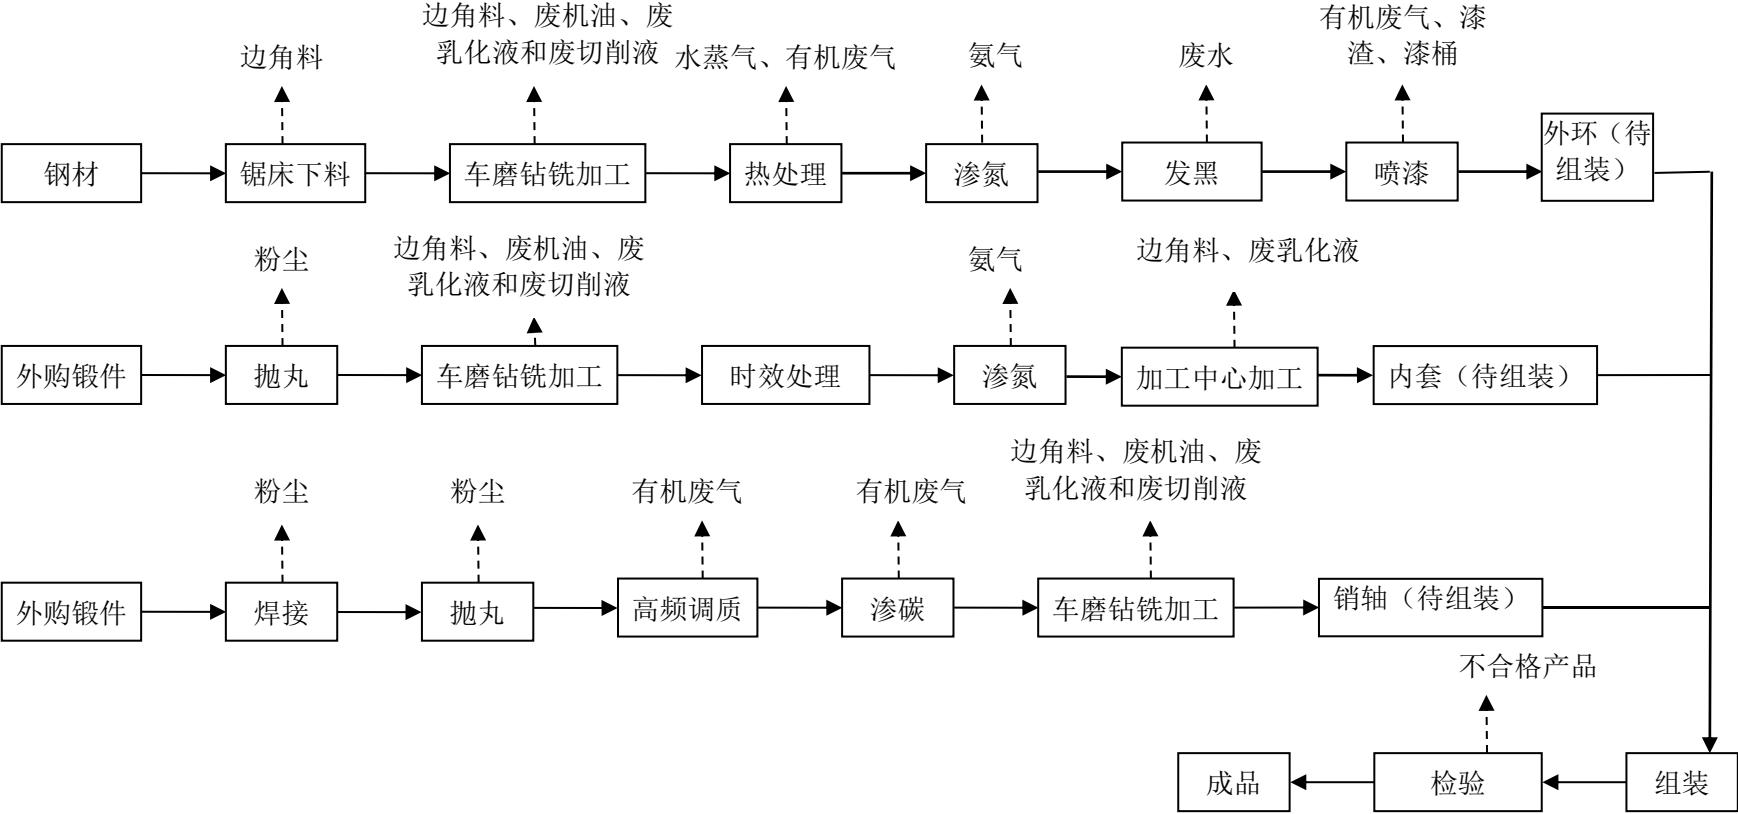 边角料
边角料、废机油、废
乳化液和废切削液
水蒸气、有机废气
氨气
废水
有机废气、漆
渣、漆桶
钢材
锯床下料
车磨钻铣加工
热处理
渗氮
发黑
喷漆
外环（待
组装）
粉尘
边角料、废机油、废
乳化液和废切削液
氨气
边角料、废乳化液
外购锻件
抛丸
车磨钻铣加工
时效处理
渗氮
加工中心加工
内套（待组装）
粉尘
粉尘
有机废气
有机废气
边角料、废机油、废
乳化液和废切削液
外购锻件
焊接
抛丸
高频调质
渗碳
车磨钻铣加工
销轴（待组装）
不合格产品
成品
检验
组装